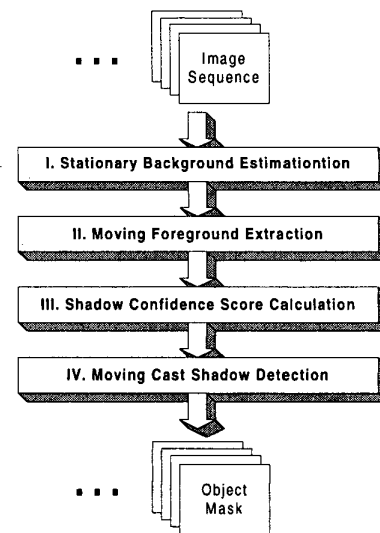 Image
Sequence
I. Stationary Background Estimationtion
II. Moving Foreground Extraction
III. Shadow Confidence Score Calculation
IV. Moving Cast Shadow Detection
Object
Mask